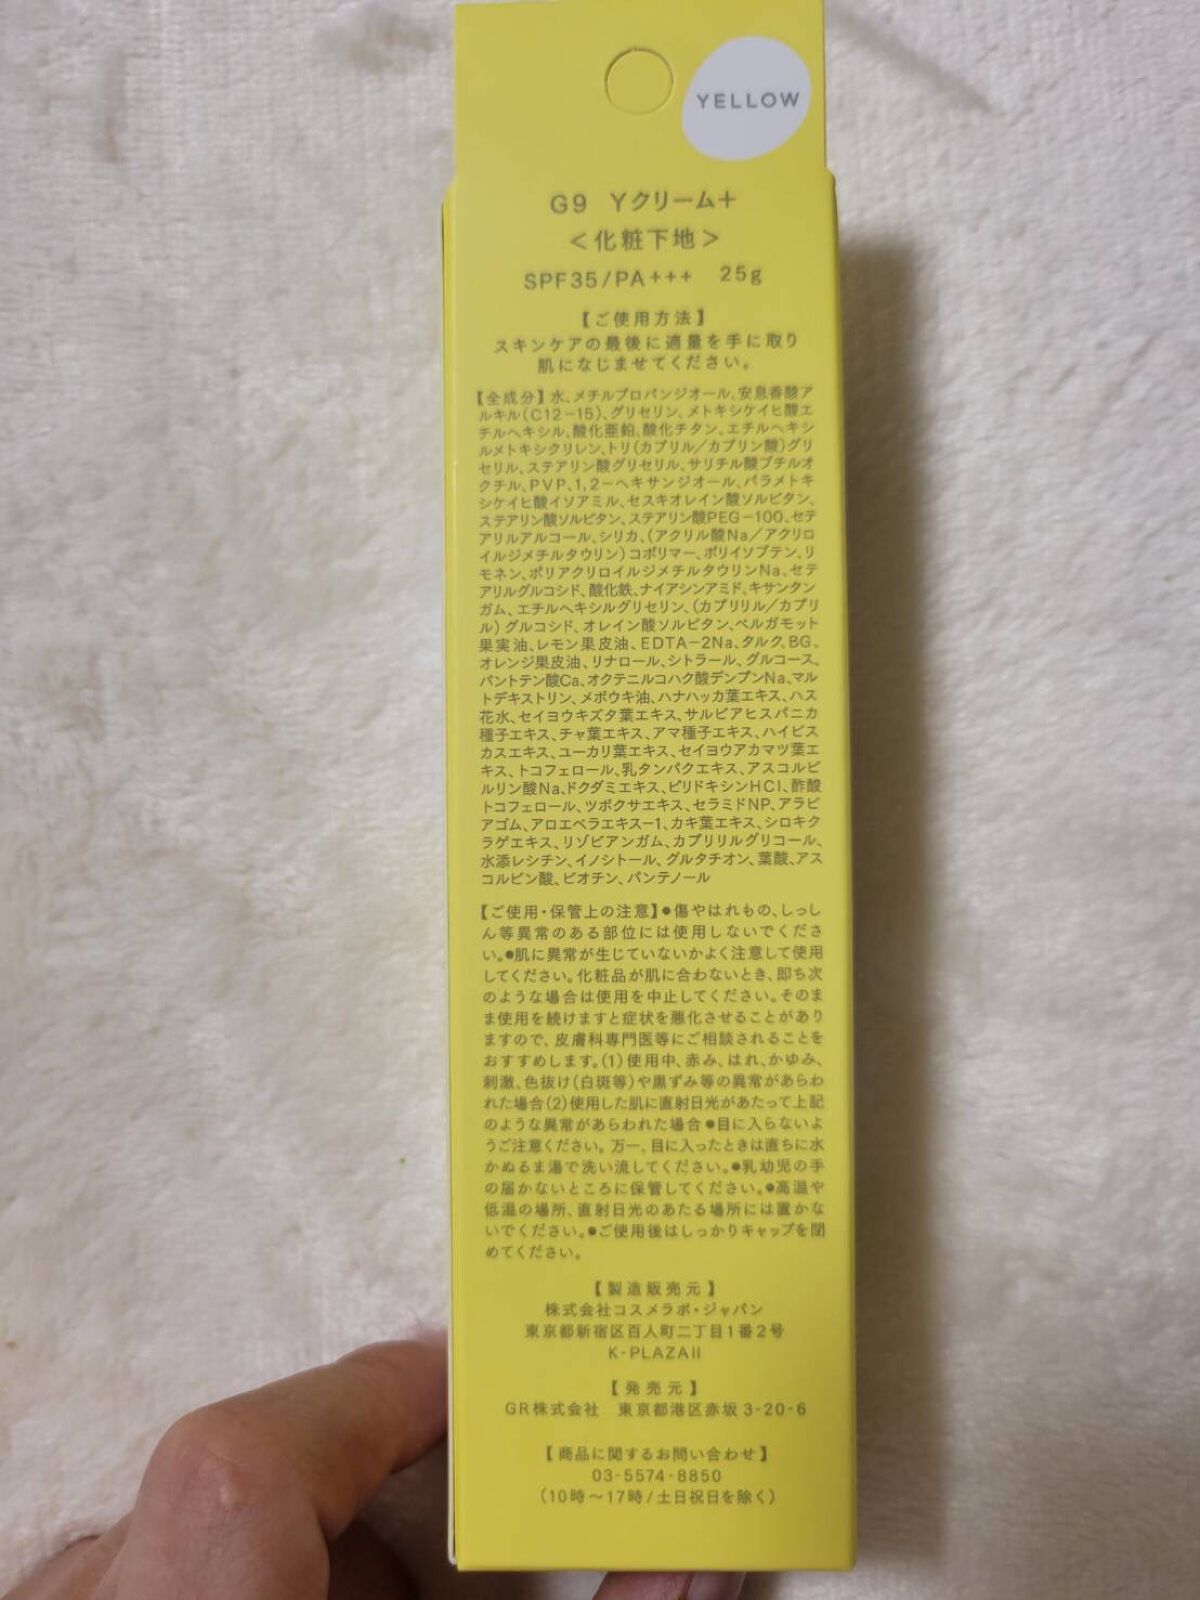 YELLOW
G9 Yクリーム+
<化粧下地>
SPF35/PA+++ 25g
【ご使用方法】
スキンケアの最後に適量を手に取り
肌になじませてください。
【全成分】水、メチルプロパンジオール、安息香酸ア
ルキル(C12-15)、グリセリン、メトキシケイヒ酸エ
チルヘキシル、酸化亜鉛、酸化チタン、エチルヘキシ
ルメトキシクリレン、トリ(カプリル/カプリン酸)グリ
セリル、ステアリン酸グリセリル、サリチル酸ブチルオ
クチル、PVP、1,2-ヘキサンジオール、パラメトキ
シケイヒ酸イソアミル、セスキオレイン酸ソルビタン、
ステアリン酸ソルビタン、ステアリン酸PEG-100、セテ
アリルアルコール、シリカ、(アクリル酸Na/アクリロ
イルジメチルタウリン)コポリマー、ポリイソブテン、リ
モネン、ポリアクリロイルジメチルタウリンNa、セテ
アリルグルコシド、酸化鉄、ナイアシンアミド、キサンタン
ガム、エチルヘキシルグリセリン、(カプリリル/カプリ
ル)グルコシド、オレイン酸ソルビタン、ベルガモット
果実油、レモン果皮油、EDTA-2Na、タルク、BG、
オレンジ果皮油、リナロール、シトラール、グルコース、
パントテン酸Ca、オクテニルコハク酸デンプンNa、マル
トデキストリン、メボウキ油、ハナハッカ葉エキス、ハス
花水、セイヨウキズタ葉エキス、サルビアヒスパニカ
種子エキス、チャ葉エキス、アマ種子エキス、ハイビス
カスエキス、ユーカリ葉エキス、セイヨウアカマツ葉エ
キス、トコフェロール、乳タンパクエキス、アスコルビ
ルリン酸Na、ドクダミエキス、ピリドキシンHCl、酢酸
トコフェロール、ツボクサエキス、セラミドNP、アラビ
アゴム、アロエベラエキス-1、カキ葉エキス、シロキク
ラゲエキス、リゾビアンガム、カプリリルグリコール、
水添レシチン、イノシトール、グルタチオン、葉酸、アス
コルビン酸、ビオチン、パンテノール
【ご使用・保管上の注意】●傷やはれもの、しっし
ん等異常のある部位には使用しないでくださ
い。●肌に異常が生じていないかよく注意して使用
してください。化粧品が肌に合わないとき、即ち次
のような場合は使用を中止してください。そのま
ま使用を続けますと症状を悪化させることがあり
ますので、皮膚科専門医等にご相談されることを
おすすめします。(1)使用中、赤み、はれ、かゆみ、
刺激、色抜け(白斑等)や黒ずみ等の異常があらわ
れた場合(2)使用した肌に直射日光があたって上記
のような異常があらわれた場合●目に入らないよ
うご注意ください。万一、目に入ったときは直ちに水
かぬるま湯で洗い流してください。●乳幼児の手
の届かないところに保管してください。●高温や
低温の場所、直射日光のあたる場所には置かな
いでください。●ご使用後はしっかりキャップを閉
めてください。
【製造販売元】
株式会社コスメラボ・ジャパン
東京都新宿区百人町二丁目1番2号
K-PLAZAII
【発売元】
GR株式会社 東京都港区赤坂3-20-6
【商品に関するお問い合わせ】
03-5574-8850
(10時〜17時/土日祝日を除く)